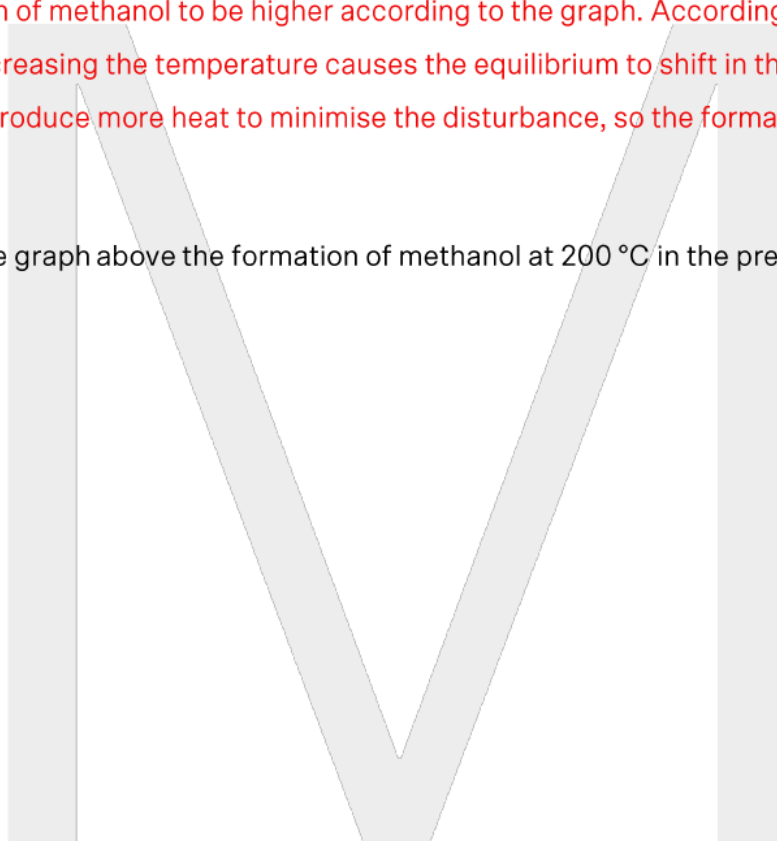 n of methanol to be higher according to the graph. According
creasing the temperature causes the equilibrium to shift in th
roduce more heat to minimise the disturbance, so the forma
e graph above the formation of methanol at 200 °C in the pre